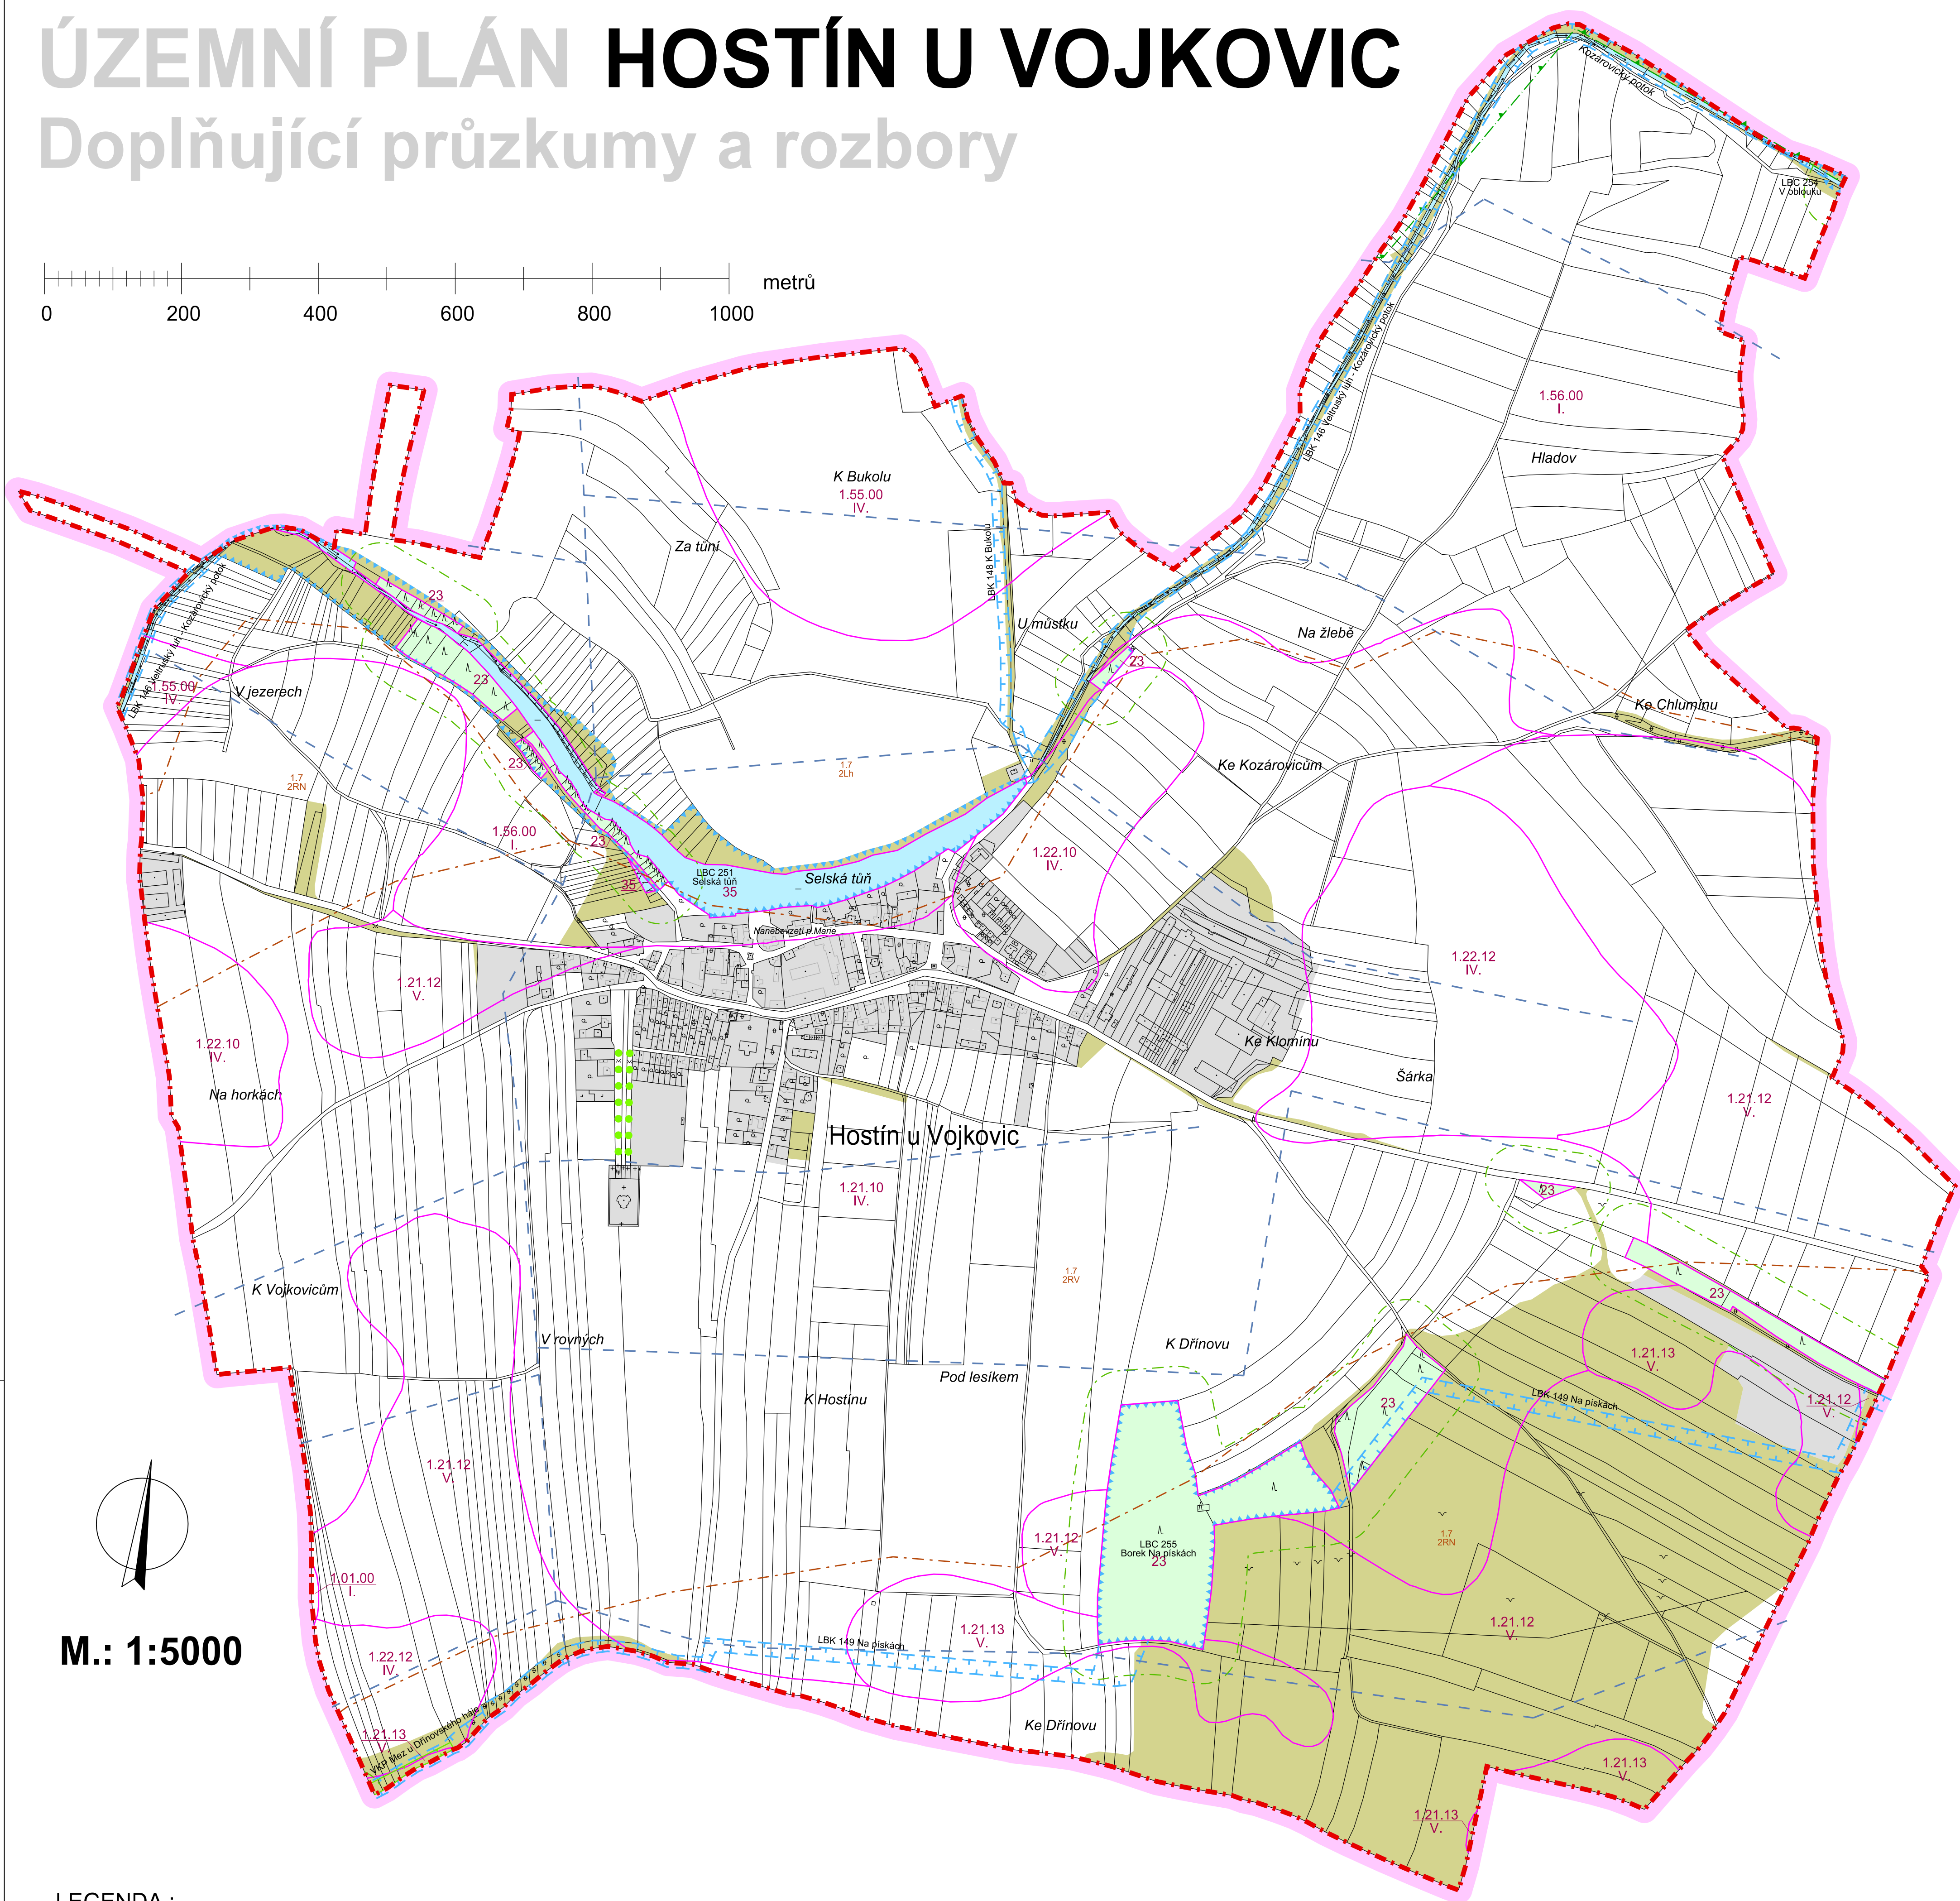 ÚZEMNÍ PLÁN HOSTÍN U VOJKOVIC
Doplňující průzkumy a rozbory
metrů
0 200 400 600 800 1000
Kozárovický potok
LBC 254
V oblouku
LBK 146 Veltruský luh - Kozárovický potok
1.56.00
I.
Hladov
K Bukolu
1.55.00
IV.
Za tůní
LBK 148 K Bukolu
23
U můstku
Na žlebě
23
LBK 146 Veltruský luh - Kozárovický potok
1.55.00
IV.
V jezerech
23
Ke Chlumínu
23
1.7
2RN
1.7
2Lh
Ke Kozárovicům
1.56.00
I.
23
1.22.10
IV.
35
LBC 251
Selská tůň
35
Selská tůň
Nanebevzetí p.Marie
1.21.12
V.
1.22.12
IV.
1.22.10
IV.
Ke Klomínu
Na horkách
Šárka
1.21.12
V.
Hostín u Vojkovic
1.21.10
IV.
23
K Vojkovicům
1.7
2RV
23
V rovných
K Dřínovu
1.21.13
V.
Pod lesíkem
K Hostínu
23
LBK 149 Na pískách
1.21.12
V.
1.21.12
V.
1.21.12
V.
LBC 255
Borek Na pískách
23
1.7
2RN
1.01.00
I.
1.21.12
V.
M.: 1:5000
1.21.13
V.
LBK 149 Na pískách
1.22.12
IV.
Ke Dřínovu
1.21.13
V.
VKP Mez u Dřínovského háje
1.21.13
V.
1.21.13
V.
LEGENDA :